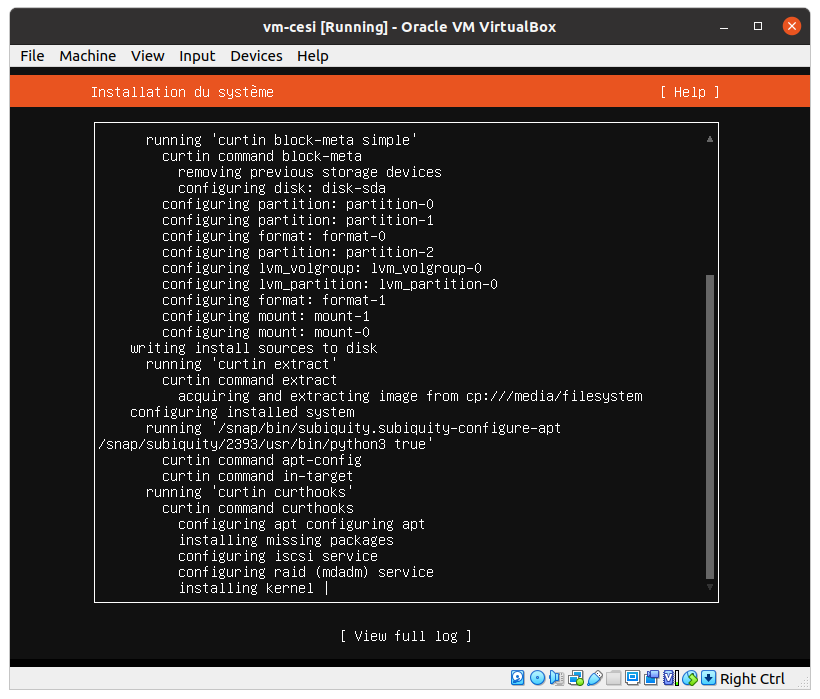 vm-cesi [Running] - Oracle VM VirtualBox
File Machine View Input Devices Help
Installation du système [ Help ]
running 'curtin block-meta simple'
curtin command block-meta
removing previous storage devices
configuring disk: disk-sda
configuring partition: partition-0
configuring partition: partition-1
configuring format: format-0
configuring partition: partition-2
configuring lvm_volgroup: lvm_volgroup-0
configuring lvm_partition: lvm_partition-0
configuring format: format-1
configuring mount: mount-1
configuring mount: mount-0
writing install sources to disk
running 'curtin extract'
curtin command extract
acquiring and extracting image from cp:///media/filesystem
configuring installed system
running '/snap/bin/subiquity.subiquity-configure-apt
/snap/subiquity/2393/usr/bin/python3 true'
curtin command apt-config
curtin command in-target
running 'curtin curthooks'
curtin command curthooks
configuring apt configuring apt
installing missing packages
configuring iscsi service
configuring raid (mdadm) service
installing kernel |
[ View full log ]
Right Ctrl